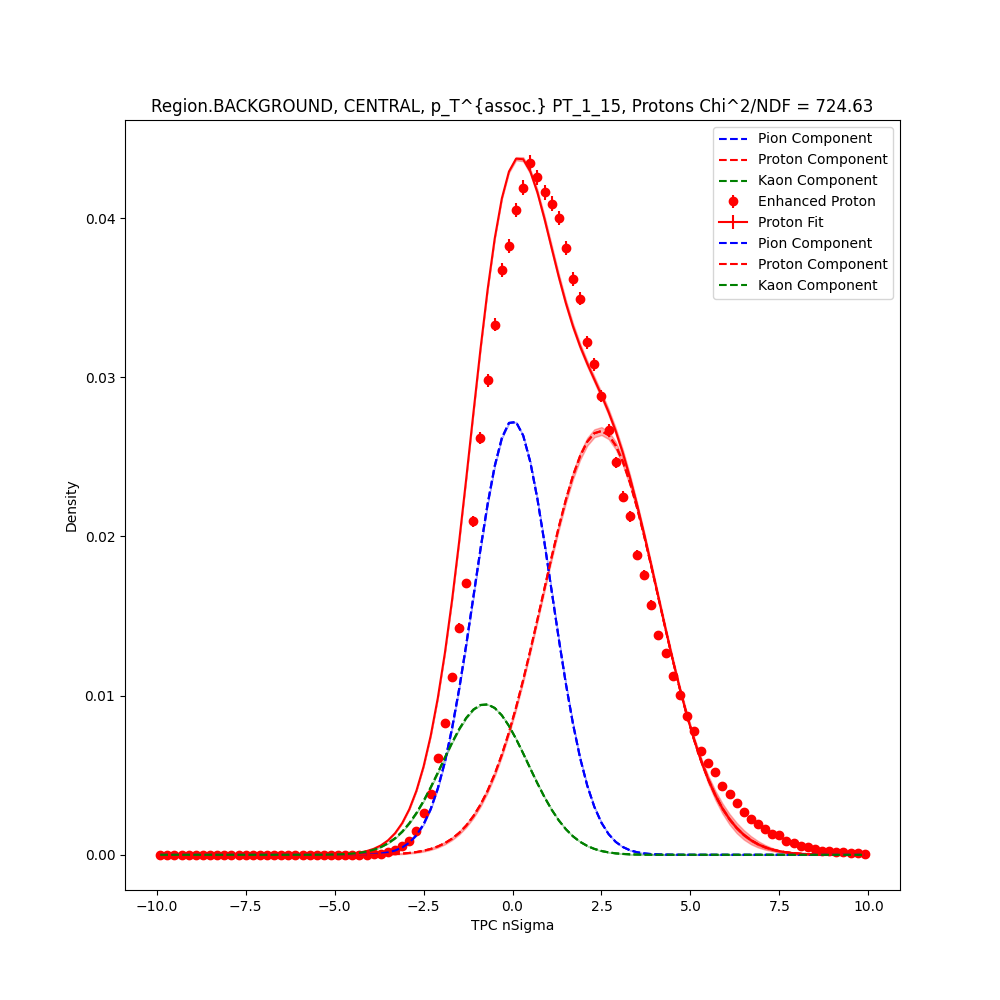 Region.BACKGROUND, CENTRAL, p_T^{assoc.} PT_1_15, Protons Chi^2/NDF = 724.63
Pion Component
Proton Component
Kaon Component
Enhanced Proton
Proton Fit
Pion Component
Proton Component
Kaon Component
0.04
0.03
0.02
0.01
0.00
Density
−10.0 −7.5 −5.0 −2.5 0.0 2.5 5.0 7.5 10.0
TPC nSigma